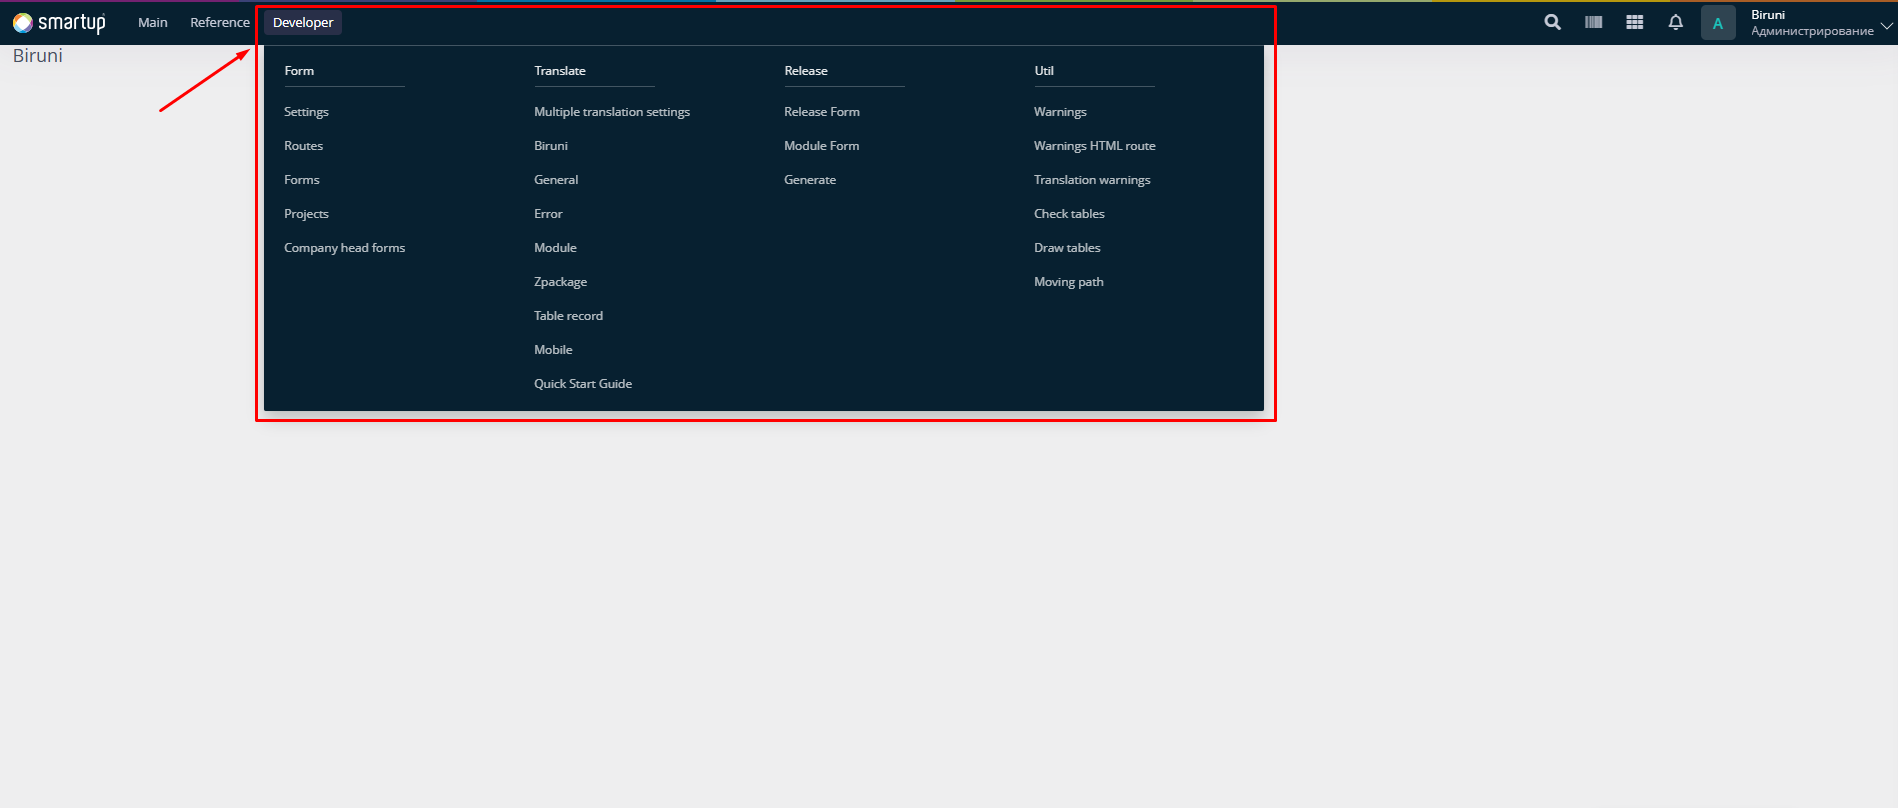 smartup
Main
Reference
Developer
A
Biruni
Администрирование
Biruni
Form
Settings
Routes
Forms
Projects
Company head forms
Translate
Multiple translation settings
Biruni
General
Error
Module
Zpackage
Table record
Mobile
Quick Start Guide
Release
Release Form
Module Form
Generate
Util
Warnings
Warnings HTML route
Translation warnings
Check tables
Draw tables
Moving path